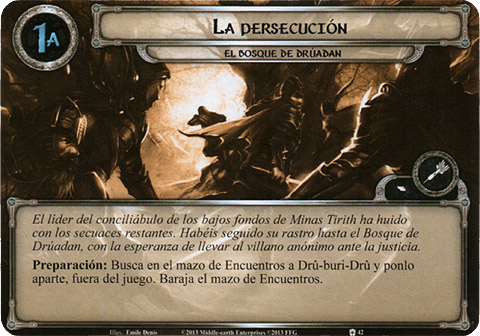 1A
La persecución
El bosque de Drúadan
El líder del conciliábulo de los bajos fondos de Minas Tirith ha huido
con los secuaces restantes. Habéis seguido su rastro hasta el Bosque de
Drúadan, con la esperanza de llevar al villano anónimo ante la justicia.
Preparación: Busca en el mazo de Encuentros a Drû-buri-Drû y ponlo
aparte, fuera del juego. Baraja el mazo de Encuentros.
Illus. Emile Denis ©2013 Middle-earth Enterprises ©2013 FFG 42